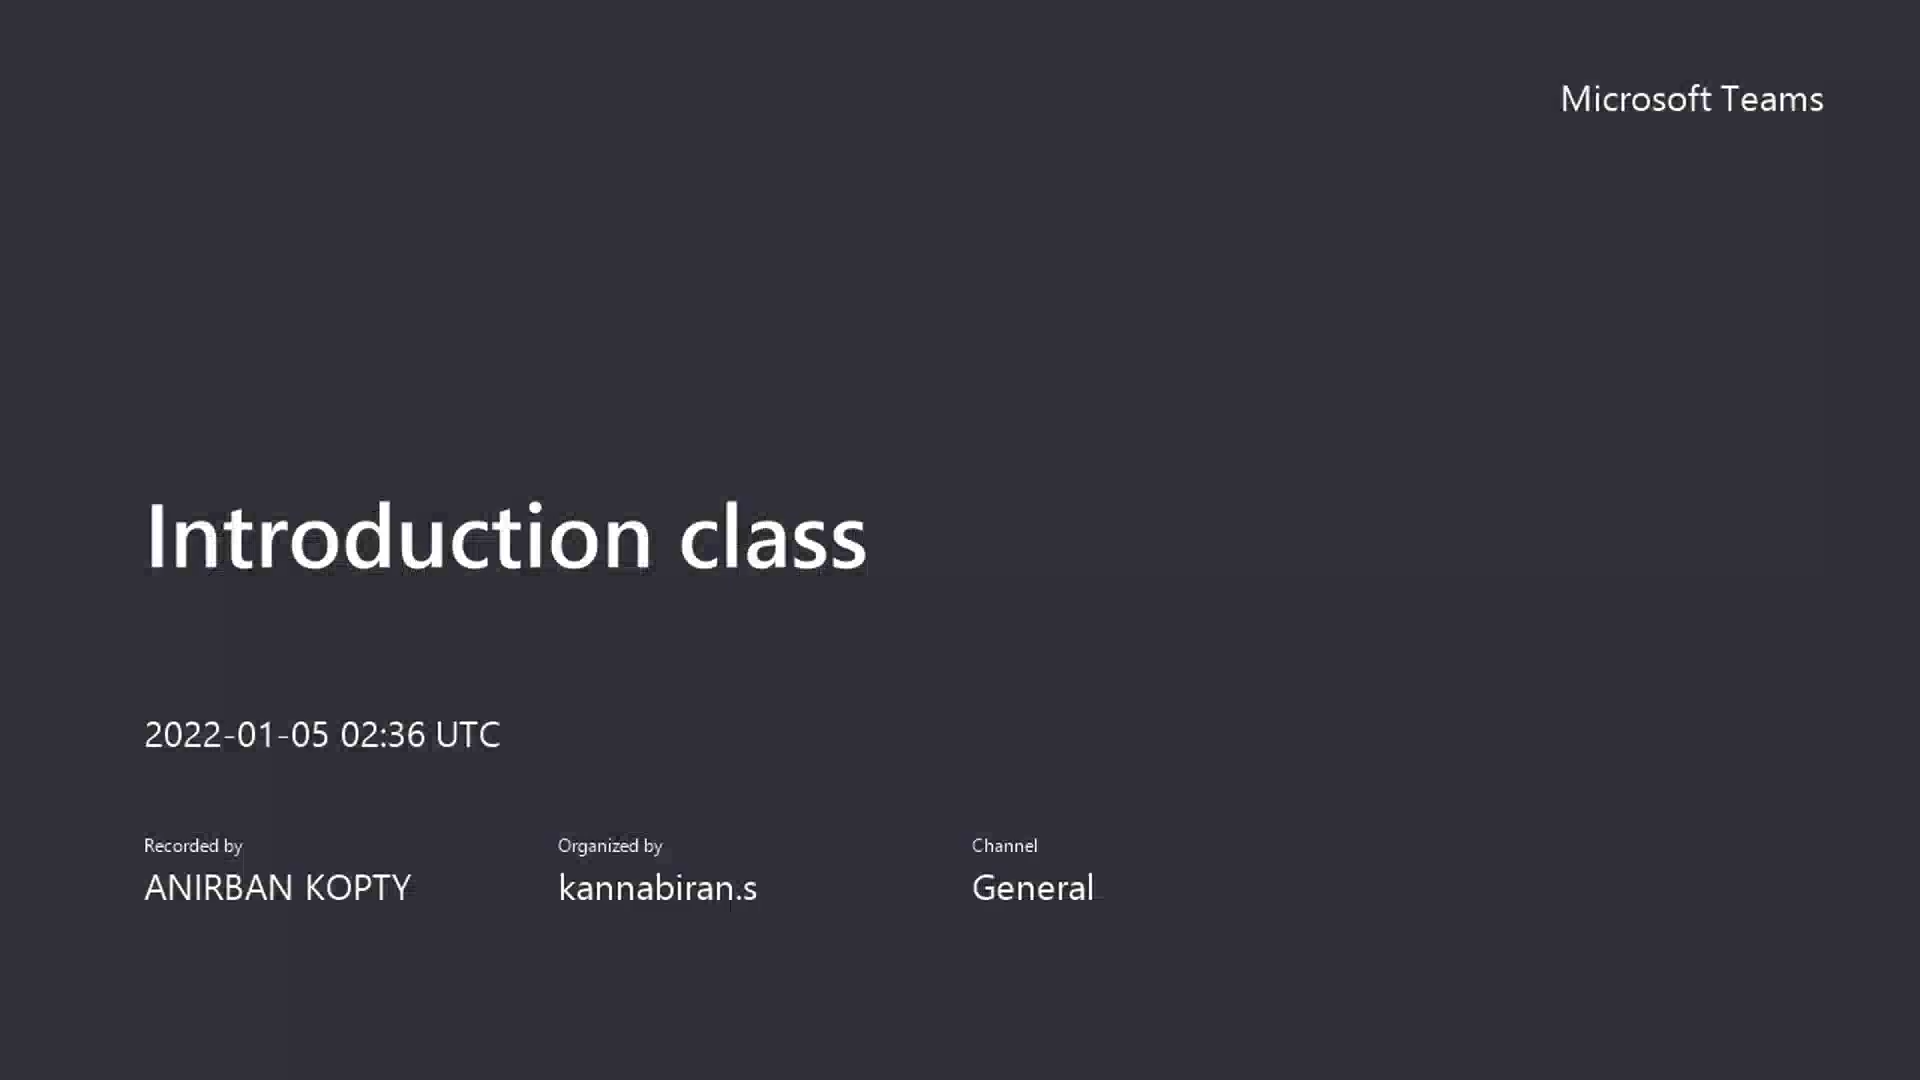 Microsoft Teams
Introduction class
2022-01-05 02:36 UTC
Recorded by
ANIRBAN KOPTY
Organized by
kannabiran.s
Channel
General